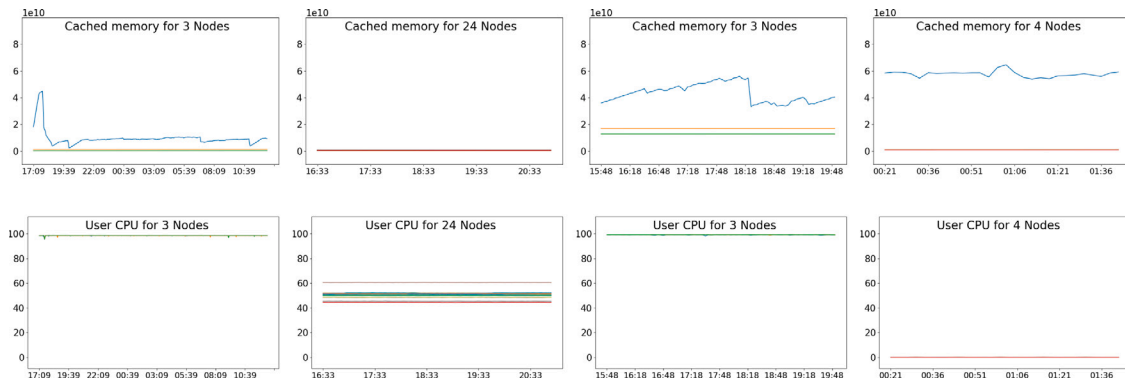 1e10
Cached memory for 3 Nodes
8
6
4
2
0
17:09 19:39 22:09 00:39 03:09 05:39 08:09 10:39
1e10
Cached memory for 24 Nodes
8
6
4
2
0
16:33 17:33 18:33 19:33 20:33
1e10
Cached memory for 3 Nodes
8
6
4
2
0
15:48 16:18 16:48 17:18 17:48 18:18 18:48 19:18 19:48
1e10
Cached memory for 4 Nodes
8
6
4
2
0
00:21 00:36 00:51 01:06 01:21 01:36
User CPU for 3 Nodes
100
80
60
40
20
0
17:09 19:39 22:09 00:39 03:09 05:39 08:09 10:39
User CPU for 24 Nodes
100
80
60
40
20
0
16:33 17:33 18:33 19:33 20:33
User CPU for 3 Nodes
100
80
60
40
20
0
15:48 16:18 16:48 17:18 17:48 18:18 18:48 19:18 19:48
User CPU for 4 Nodes
100
80
60
40
20
0
00:21 00:36 00:51 01:06 01:21 01:36